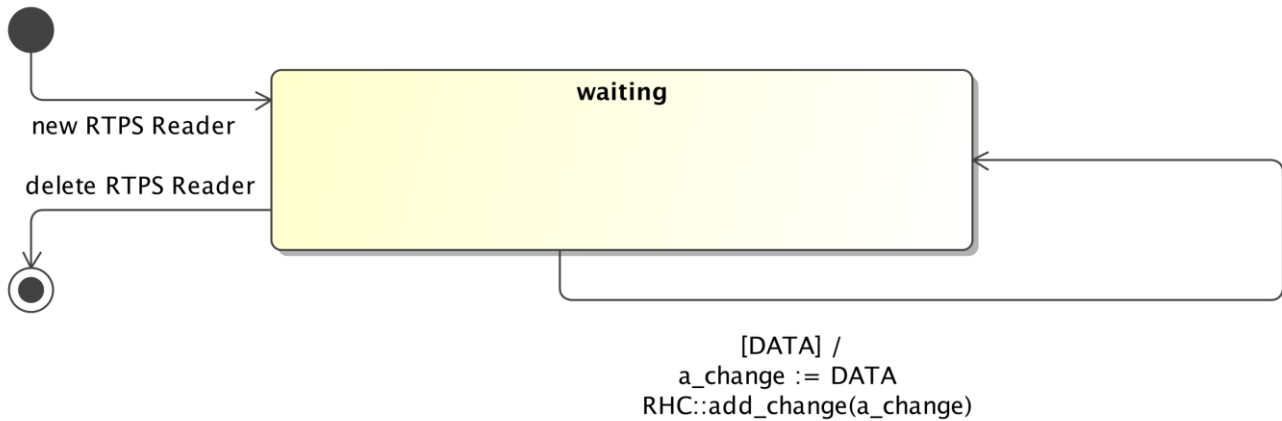 waiting
new RTPS Reader
delete RTPS Reader
[DATA] /
a_change := DATA
RHC::add_change(a_change)